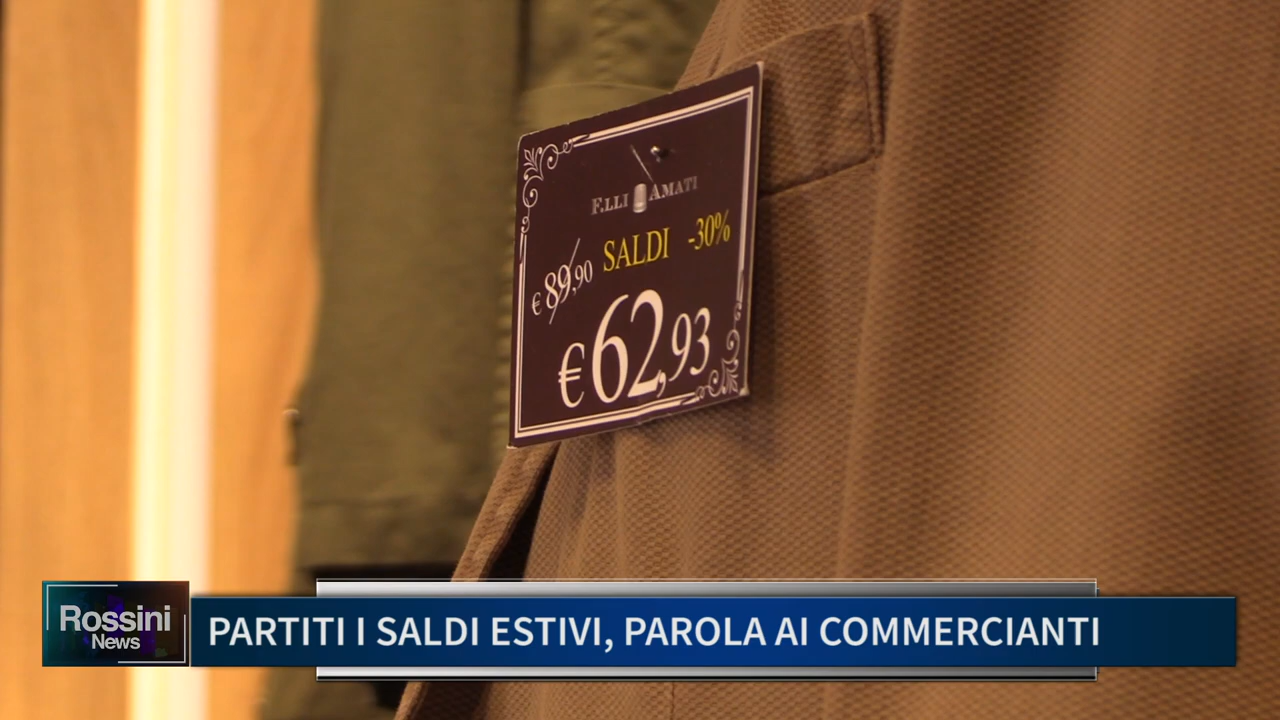 F.LLI AMATI
SALDI -30%
€ 89,90
€ 62,93
Rossini
News
PARTITI I SALDI ESTIVI, PAROLA AI COMMERCIANTI